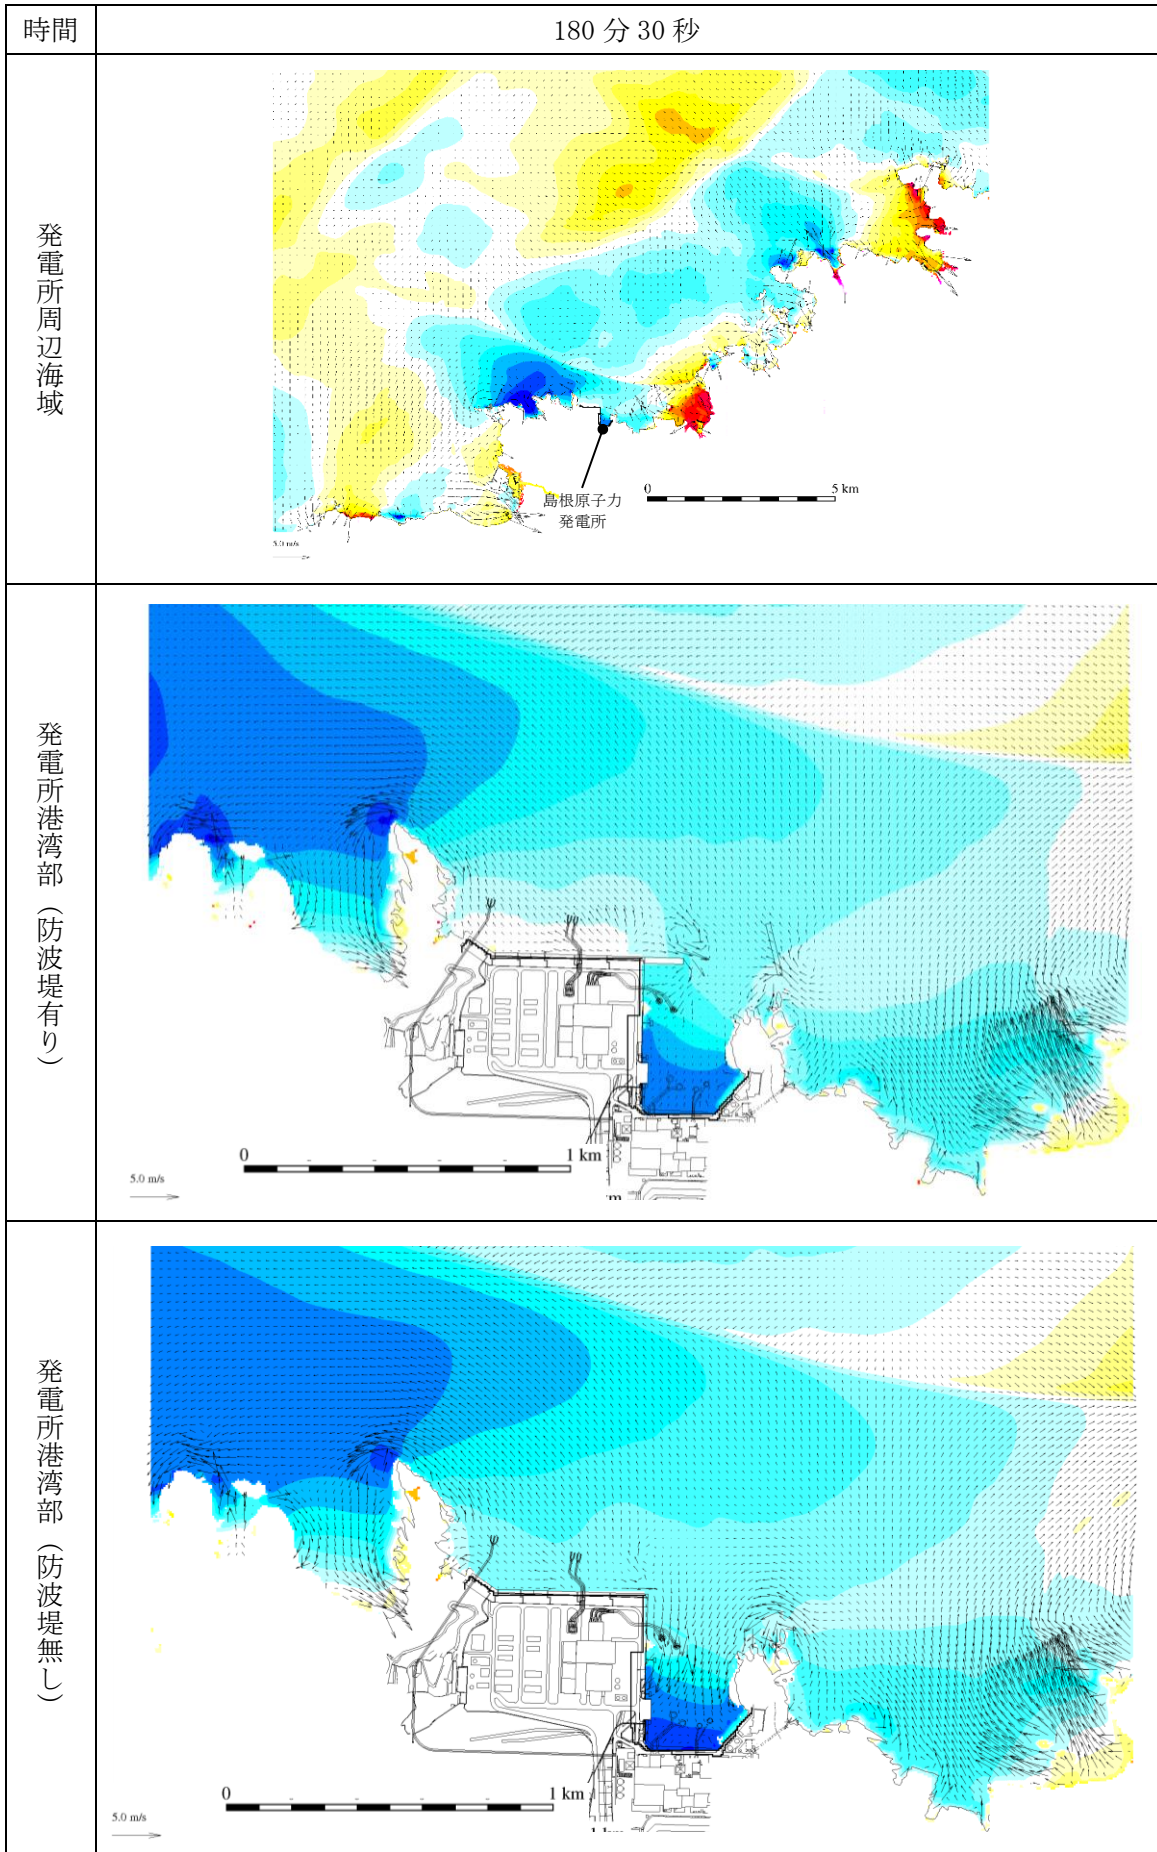 時間
180 分 30 秒
発電所周辺海域
島根原子力
発電所
0
5 km
5.0 m/s
発電所港湾部（防波堤有り）
0
1 km
5.0 m/s
発電所港湾部（防波堤無し）
0
1 km
5.0 m/s